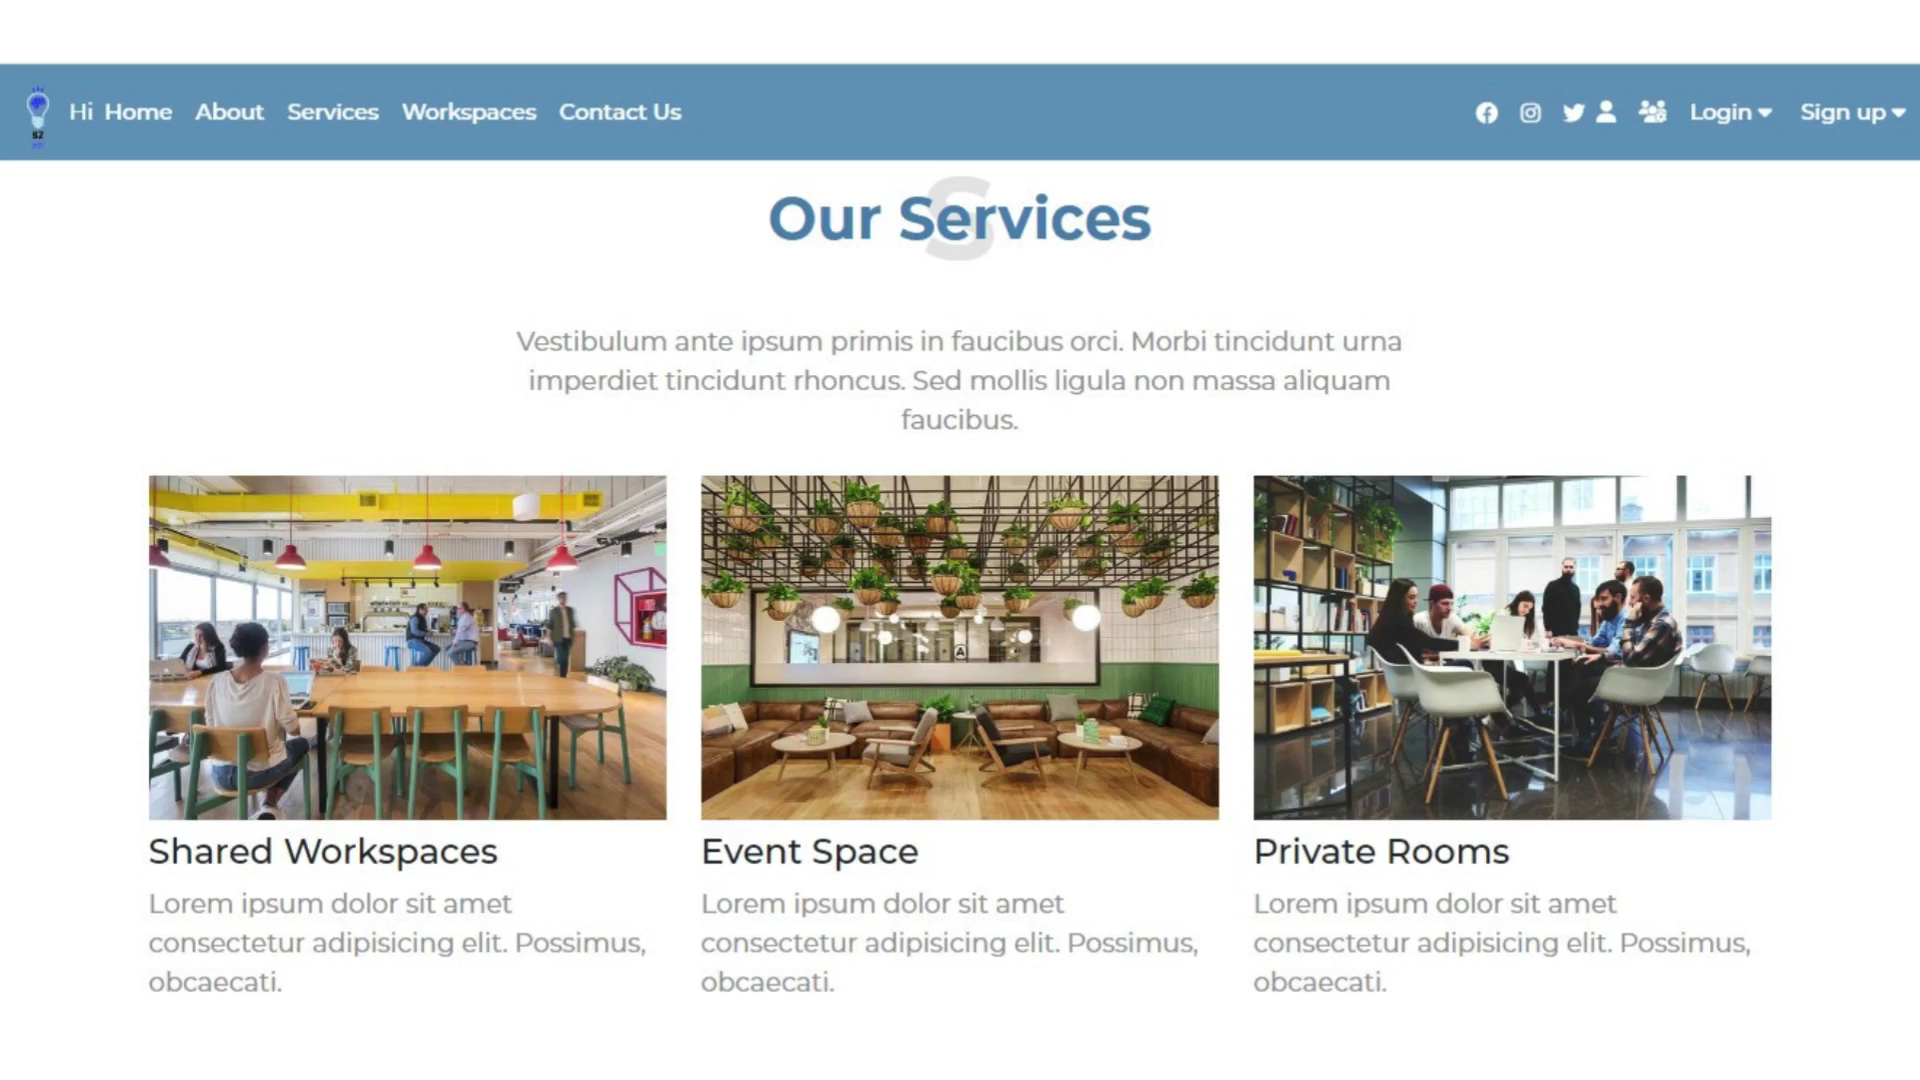 Hi Home About Services Workspaces Contact Us Login Sign up
S2
S
Our Services
Vestibulum ante ipsum primis in faucibus orci. Morbi tincidunt urna
imperdiet tincidunt rhoncus. Sed mollis ligula non massa aliquam
faucibus.
A
Shared Workspaces
Lorem ipsum dolor sit amet
consectetur adipisicing elit. Possimus,
obcaecati.
Event Space
Lorem ipsum dolor sit amet
consectetur adipisicing elit. Possimus,
obcaecati.
Private Rooms
Lorem ipsum dolor sit amet
consectetur adipisicing elit. Possimus,
obcaecati.